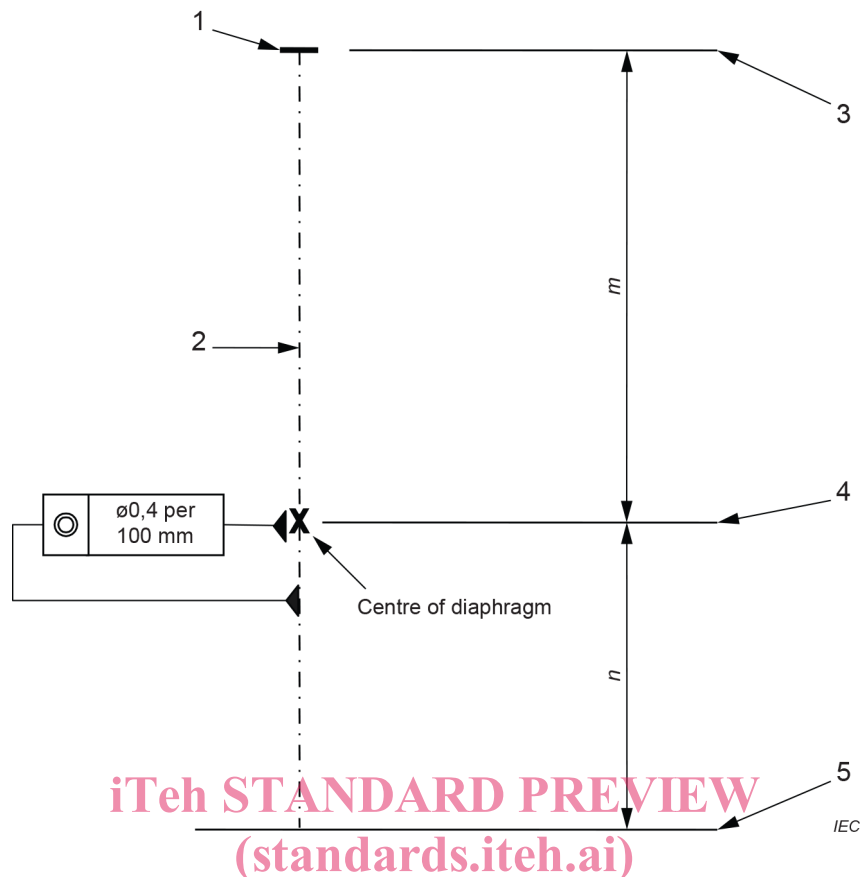 1
3
m
2
ø0,4 per
100 mm
X
4
Centre of diaphragm
n
5
iTeh STANDARD PREVIEW
IEC
(standards.iteh.ai)